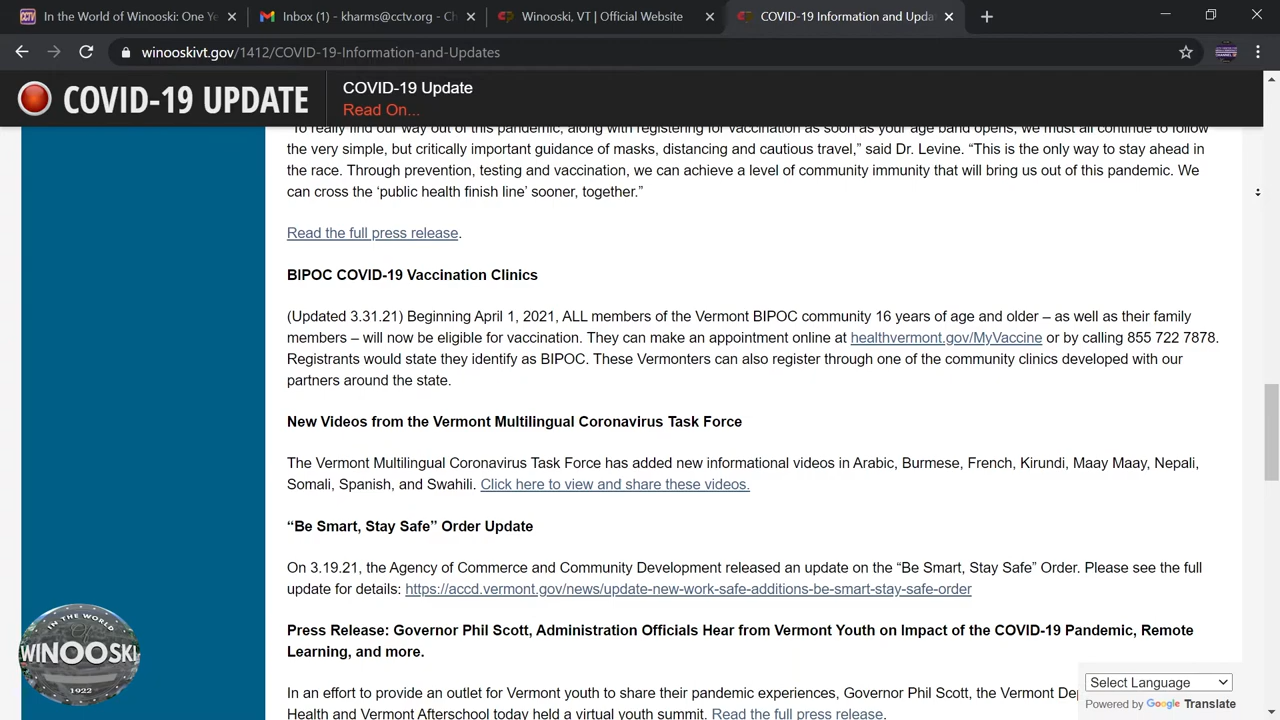 In the World of Winooski: One Ye
Inbox (1) - kharms@cctv.org - Ch
Winooski, VT | Official Website
COVID-19 Information and Upda
winooskivt.gov/1412/COVID-19-Information-and-Updates
COVID-19 UPDATE
COVID-19 Update
Read On...
"To really find our way out of this pandemic, along with registering for vaccination as soon as your age band opens, we must all continue to follow
the very simple, but critically important guidance of masks, distancing and cautious travel,” said Dr. Levine. “This is the only way to stay ahead in
the race. Through prevention, testing and vaccination, we can achieve a level of community immunity that will bring us out of this pandemic. We
can cross the ‘public health finish line’ sooner, together.”
Read the full press release.
BIPOC COVID-19 Vaccination Clinics
(Updated 3.31.21) Beginning April 1, 2021, ALL members of the Vermont BIPOC community 16 years of age and older – as well as their family
members – will now be eligible for vaccination. They can make an appointment online at healthvermont.gov/MyVaccine or by calling 855 722 7878.
Registrants would state they identify as BIPOC. These Vermonters can also register through one of the community clinics developed with our
partners around the state.
New Videos from the Vermont Multilingual Coronavirus Task Force
The Vermont Multilingual Coronavirus Task Force has added new informational videos in Arabic, Burmese, French, Kirundi, Maay Maay, Nepali,
Somali, Spanish, and Swahili. Click here to view and share these videos.
“Be Smart, Stay Safe” Order Update
On 3.19.21, the Agency of Commerce and Community Development released an update on the “Be Smart, Stay Safe” Order. Please see the full
update for details: https://accd.vermont.gov/news/update-new-work-safe-additions-be-smart-stay-safe-order
Press Release: Governor Phil Scott, Administration Officials Hear from Vermont Youth on Impact of the COVID-19 Pandemic, Remote
Learning, and more.
In an effort to provide an outlet for Vermont youth to share their pandemic experiences, Governor Phil Scott, the Vermont De
Health and Vermont Afterschool today held a virtual youth summit. Read the full press release.
IN THE WORLD
Of
WINOOSKI
1922
Select Language
Powered by Google Translate